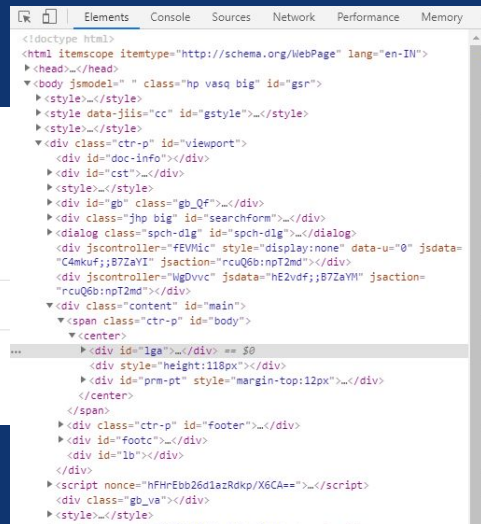 Elements Console Sources Network Performance Memory
<!doctype html>
<html itemscope itemtype="http://schema.org/WebPage" lang="en-IN">
▶<head>…</head>
▼<body jsmodel=" " class="hp vasq big" id="gsr">
▶<style>…</style>
▶<style data-jiis="cc" id="gstyle">…</style>
▶<style>…</style>
▼<div class="ctr-p" id="viewport">
<div id="doc-info"></div>
▶<div id="cst">…</div>
▶<style>…</style>
▶<div id="gb" class="gb_Qf">…</div>
▶<div class="jhp big" id="searchform">…</div>
▶<dialog class="spch-dlg" id="spch-dlg">…</dialog>
<div jscontroller="fEVMic" style="display:none" data-u="0" jsdata=
"C4mkuf;;B7ZaYI" jsaction="rcuQ6b:npT2md"></div>
<div jscontroller="WgDvvc" jsdata="hE2vdf;;B7ZaYM" jsaction=
"rcuQ6b:npT2md"></div>
▼<div class="content" id="main">
▼<span class="ctr-p" id="body">
▼<center>
… ▶<div id="lga">…</div> == $0
<div style="height:118px"></div>
▶<div id="prm-pt" style="margin-top:12px">…</div>
</center>
</span>
▶<div class="ctr-p" id="footer">…</div>
▶<div id="footc">…</div>
<div id="lb"></div>
</div>
▶<script nonce="hFHrEbb26d1azRdkp/X6CA==">…</script>
<div class="gb_va"></div>
▶<style>…</style>